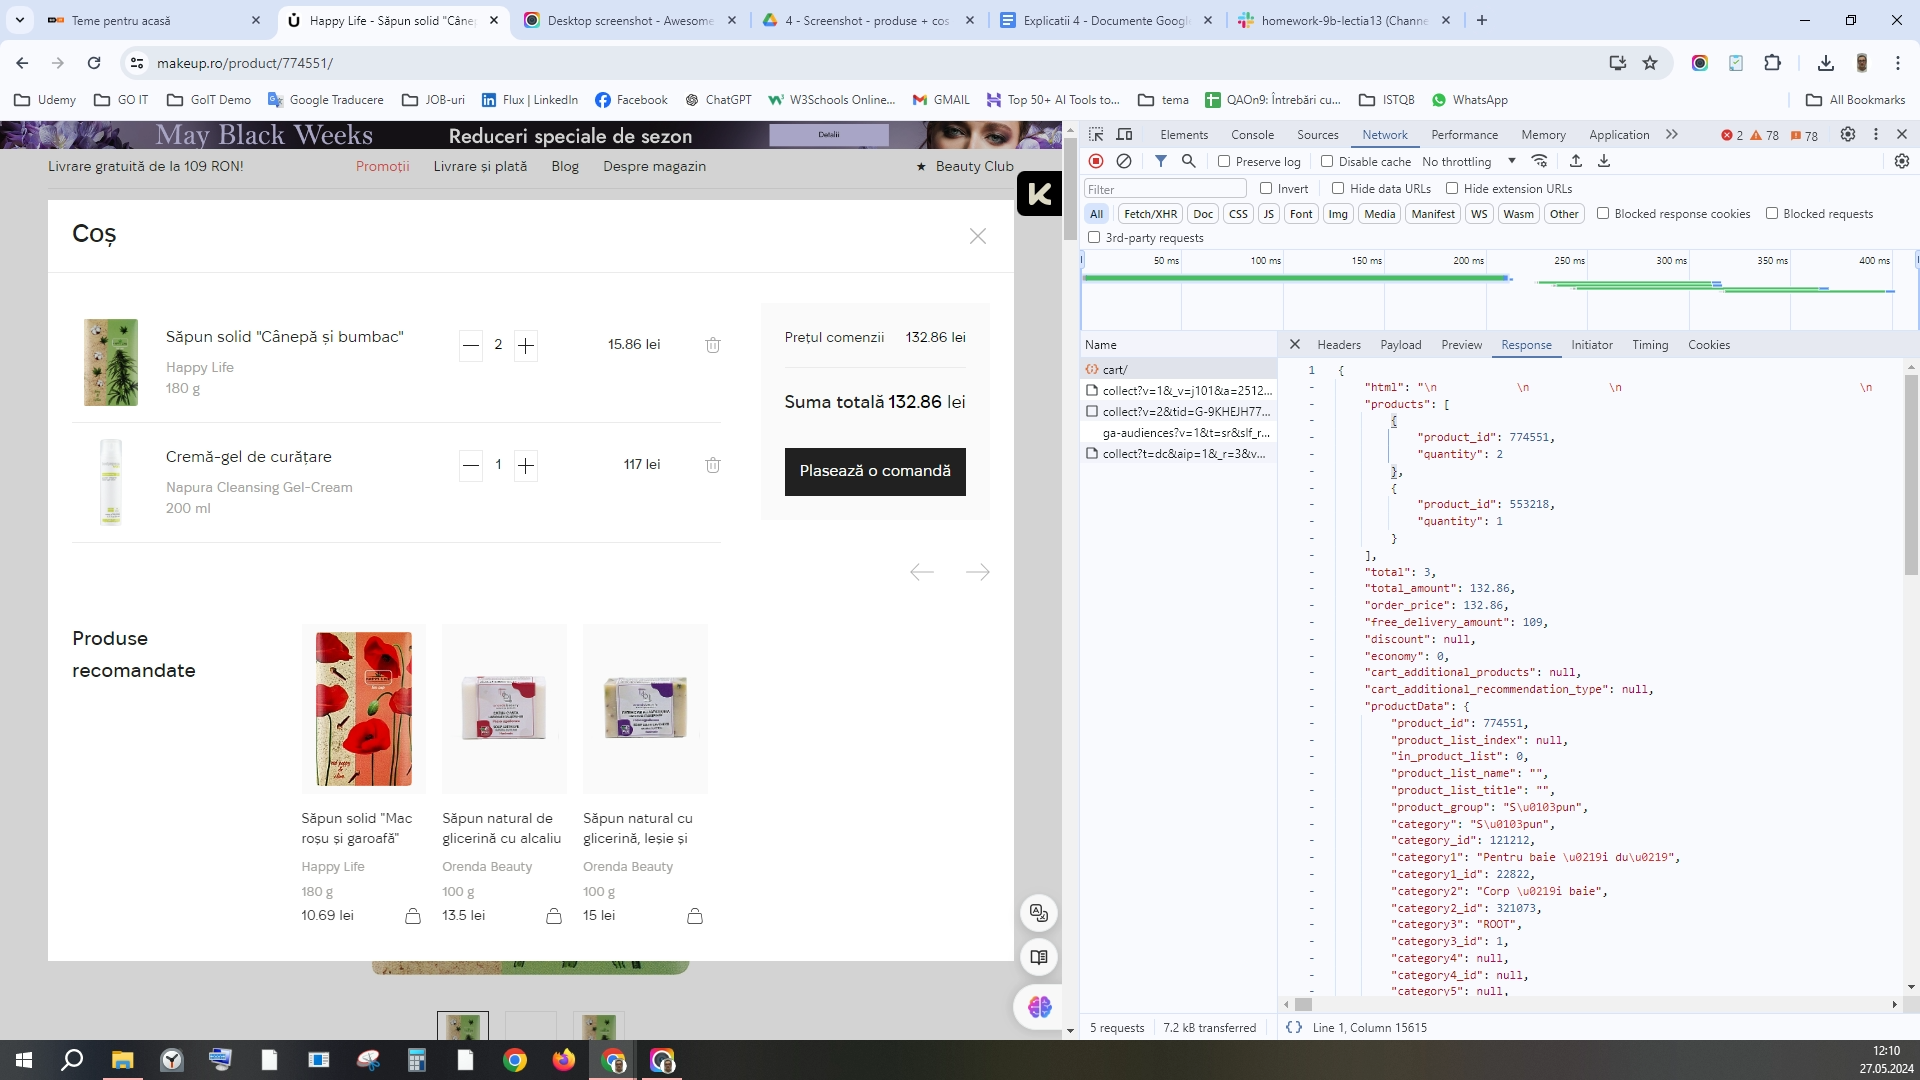 Teme pentru acasă
Happy Life - Săpun solid "Cânep
Desktop screenshot - Awesome
4 - Screenshot - produse + cos
Explicatii 4 - Documente Google
homework-9b-lectia13 (Channe
makeup.ro/product/774551/
Udemy
GO IT
GoIT Demo
Google Traducere
JOB-uri
Flux | LinkedIn
Facebook
ChatGPT
W3Schools Online...
GMAIL
Top 50+ AI Tools to...
tema
QAOn9: Întrebări cu...
ISTQB
WhatsApp
All Bookmarks
May Black Weeks
Reduceri speciale de sezon
Detalii
Livrare gratuită de la 109 RON!
Promoții
Livrare și plată
Blog
Despre magazin
Beauty Club
K
Coș
Săpun solid "Cânepă și bumbac"
Happy Life
180 g
2
15.86 lei
Cremă-gel de curățare
Napura Cleansing Gel-Cream
200 ml
1
117 lei
Prețul comenzii 132.86 lei
Suma totală 132.86 lei
Plasează o comandă
Produse
recomandate
Săpun solid "Mac
roșu și garoafă"
Happy Life
180 g
10.69 lei
Săpun natural de
glicerină cu alcaliu
Orenda Beauty
100 g
13.5 lei
Săpun natural cu
glicerină, leșie și
Orenda Beauty
100 g
15 lei
Elements
Console
Sources
Network
Performance
Memory
Application
2
78
78
Preserve log
Disable cache
No throttling
Filter
Invert
Hide data URLs
Hide extension URLs
All
Fetch/XHR
Doc
CSS
JS
Font
Img
Media
Manifest
WS
Wasm
Other
Blocked response cookies
Blocked requests
3rd-party requests
50 ms
100 ms
150 ms
200 ms
250 ms
300 ms
350 ms
400 ms
Name
cart/
collect?v=1&_v=j101&a=2512...
collect?v=2&tid=G-9KHEJH77...
ga-audiences?v=1&t=sr&slf_r...
collect?t=dc&aip=1&_r=3&v...
Headers
Payload
Preview
Response
Initiator
Timing
Cookies
1 {
- "html": "\n \n \n \n
- "products": [
- {
- "product_id": 774551,
- "quantity": 2
- },
- {
- "product_id": 553218,
- "quantity": 1
- }
- ],
- "total": 3,
- "total_amount": 132.86,
- "order_price": 132.86,
- "free_delivery_amount": 109,
- "discount": null,
- "economy": 0,
- "cart_additional_products": null,
- "cart_additional_recommendation_type": null,
- "productData": {
- "product_id": 774551,
- "product_list_index": null,
- "in_product_list": 0,
- "product_list_name": "",
- "product_list_title": "",
- "product_group": "S\u0103pun",
- "category": "S\u0103pun",
- "category_id": 121212,
- "category1": "Pentru baie \u0219i du\u0219",
- "category1_id": 22822,
- "category2": "Corp \u0219i baie",
- "category2_id": 321073,
- "category3": "ROOT",
- "category3_id": 1,
- "category4": null,
- "category4_id": null,
- "category5": null,
5 requests
7.2 kB transferred
{} Line 1, Column 15615
12:10
27.05.2024